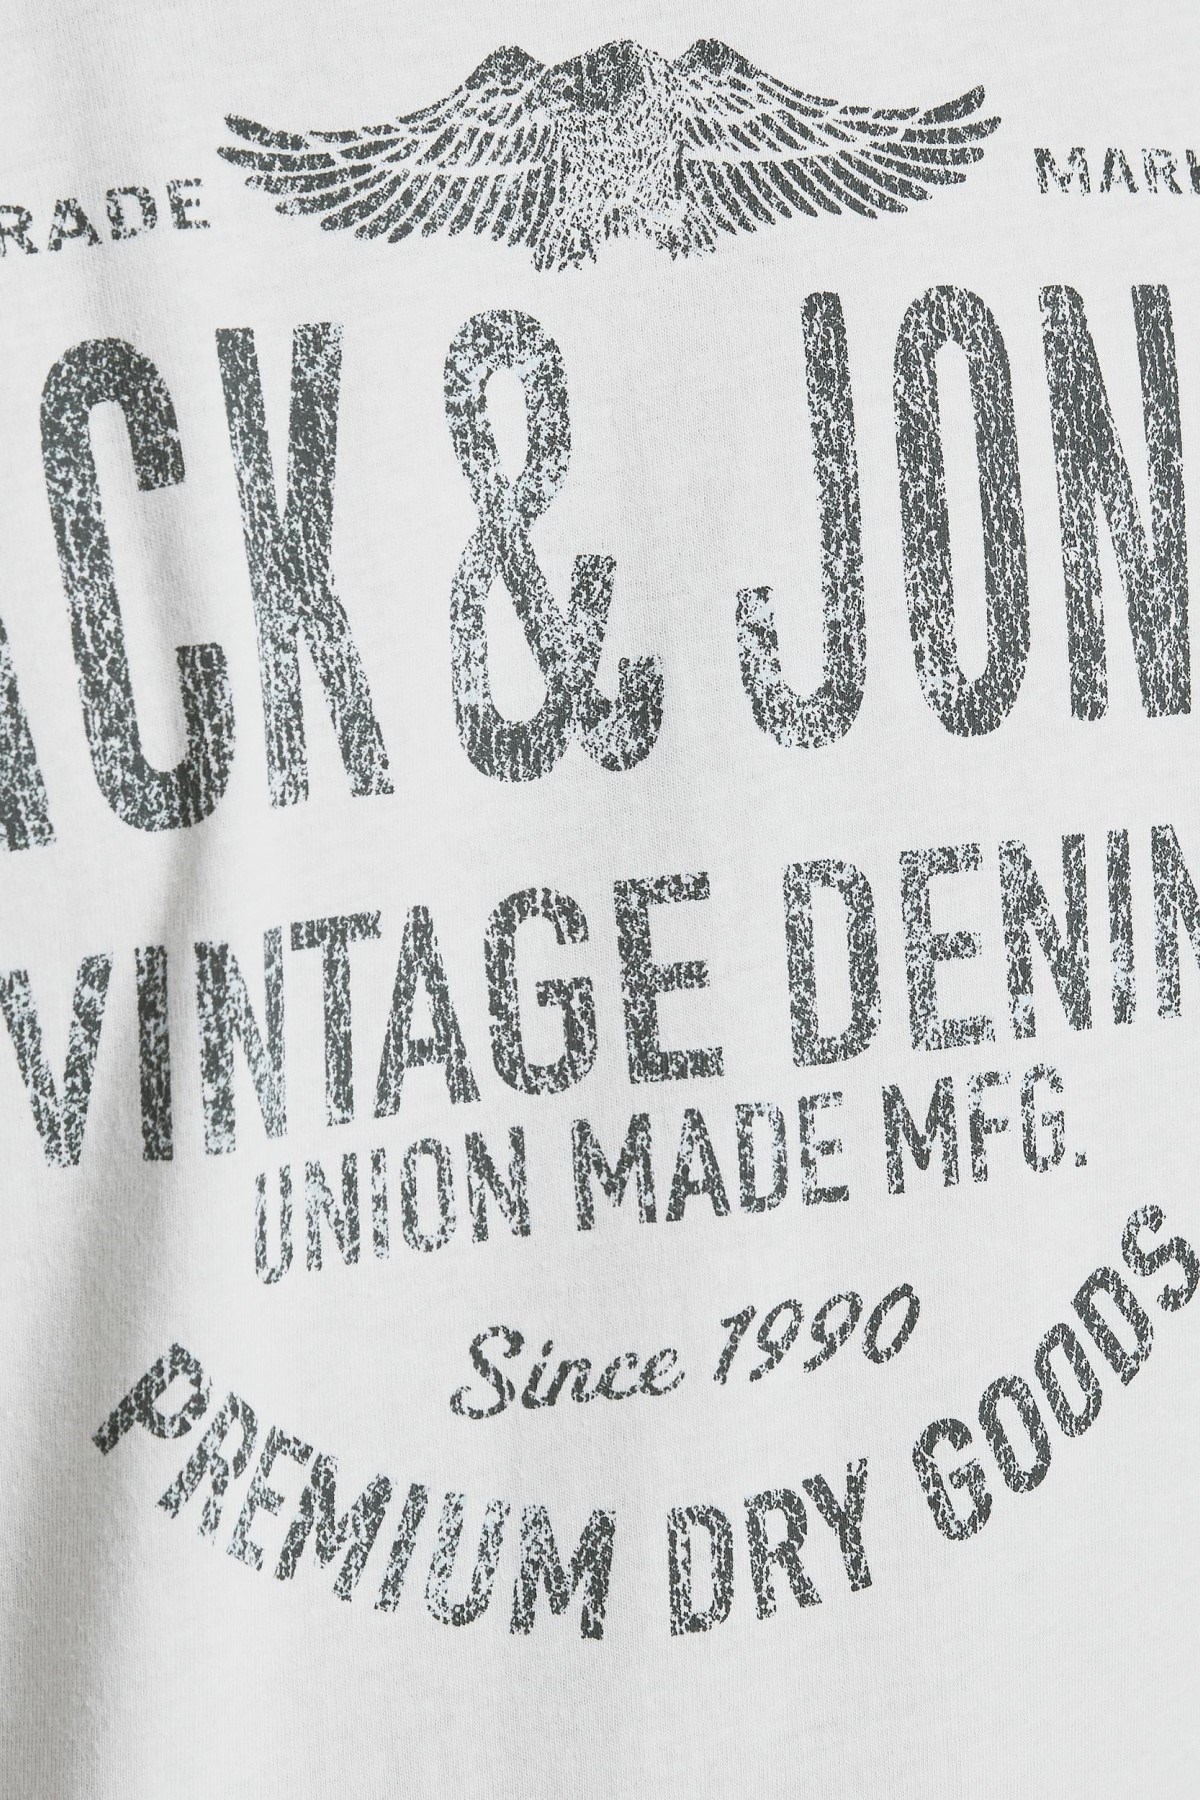 RADE MARK
ACK & JON
VINTAGE DENIM
UNION MADE MFG.
Since 1990
PREMIUM DRY GOODS